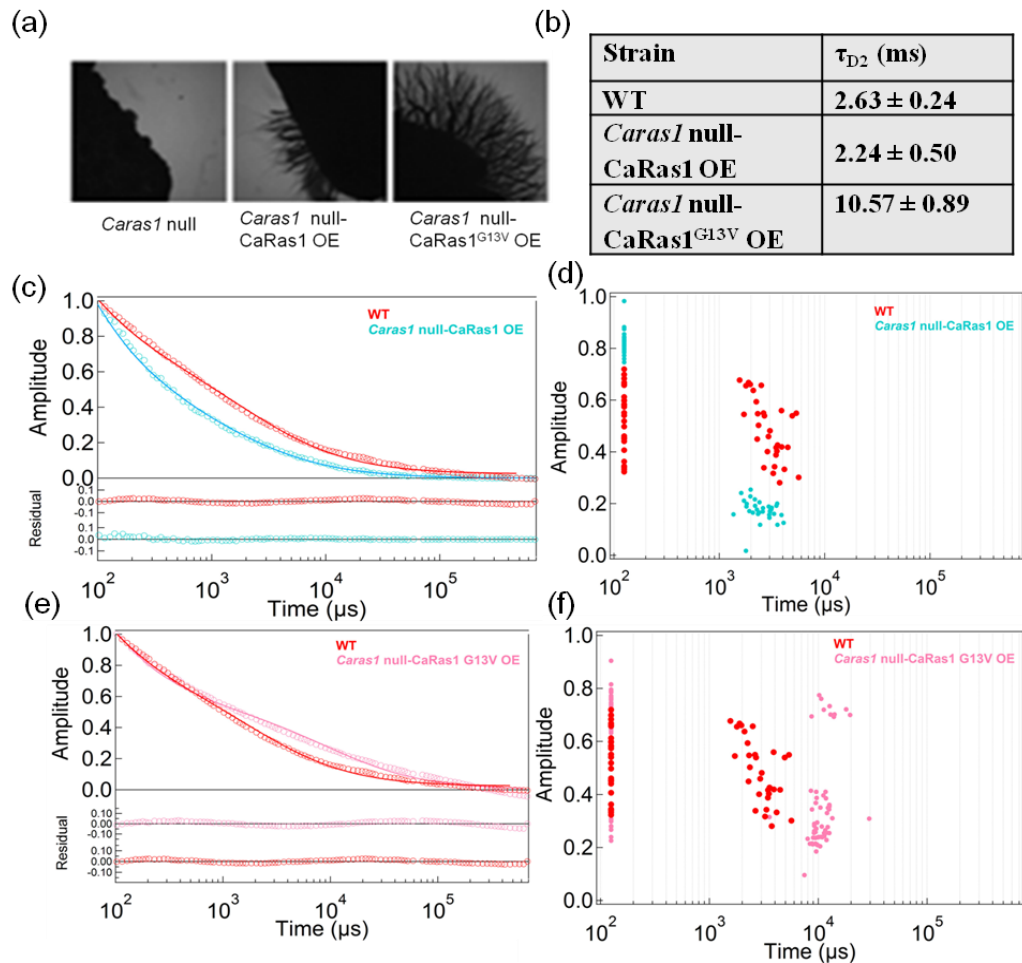 (a)
Caras1 null
Caras1 null-
CaRas1 OE
Caras1 null-
CaRas1G13V OE
(b)
Strain τD2 (ms)
WT 2.63 ± 0.24
Caras1 null-
CaRas1 OE 2.24 ± 0.50
Caras1 null-
CaRas1G13V OE 10.57 ± 0.89
(c)
WT
Caras1 null-CaRas1 OE
Amplitude
1.0
0.8
0.6
0.4
0.2
0.0
Residual
0.1
0.0
-0.1
0.1
0.0
-0.1
10² 10³ 10⁴ 10⁵
Time (µs)
(d)
WT
Caras1 null-CaRas1 OE
Amplitude
1.0
0.8
0.6
0.4
0.2
0.0
10² 10³ 10⁴ 10⁵
Time (µs)
(e)
WT
Caras1 null-CaRas1 G13V OE
Amplitude
1.0
0.8
0.6
0.4
0.2
0.0
Residual
0.10
0.00
-0.10
0.10
0.00
-0.10
10² 10³ 10⁴ 10⁵
Time (µs)
(f)
WT
Caras1 null-CaRas1 G13V OE
Amplitude
1.0
0.8
0.6
0.4
0.2
0.0
10² 10³ 10⁴ 10⁵
Time (µs)